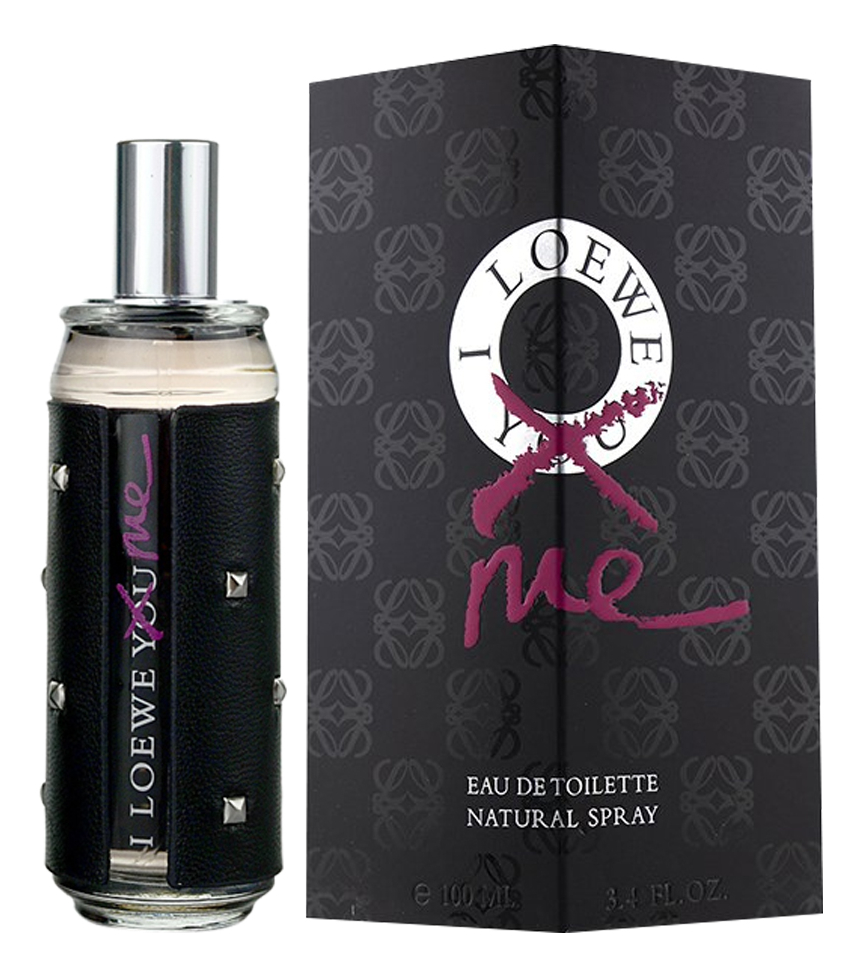 I LOEWE YOU me
I LOEWE
YOU
me
EAU DE TOILETTE
NATURAL SPRAY
e 100 ML
3.4 FL.OZ.